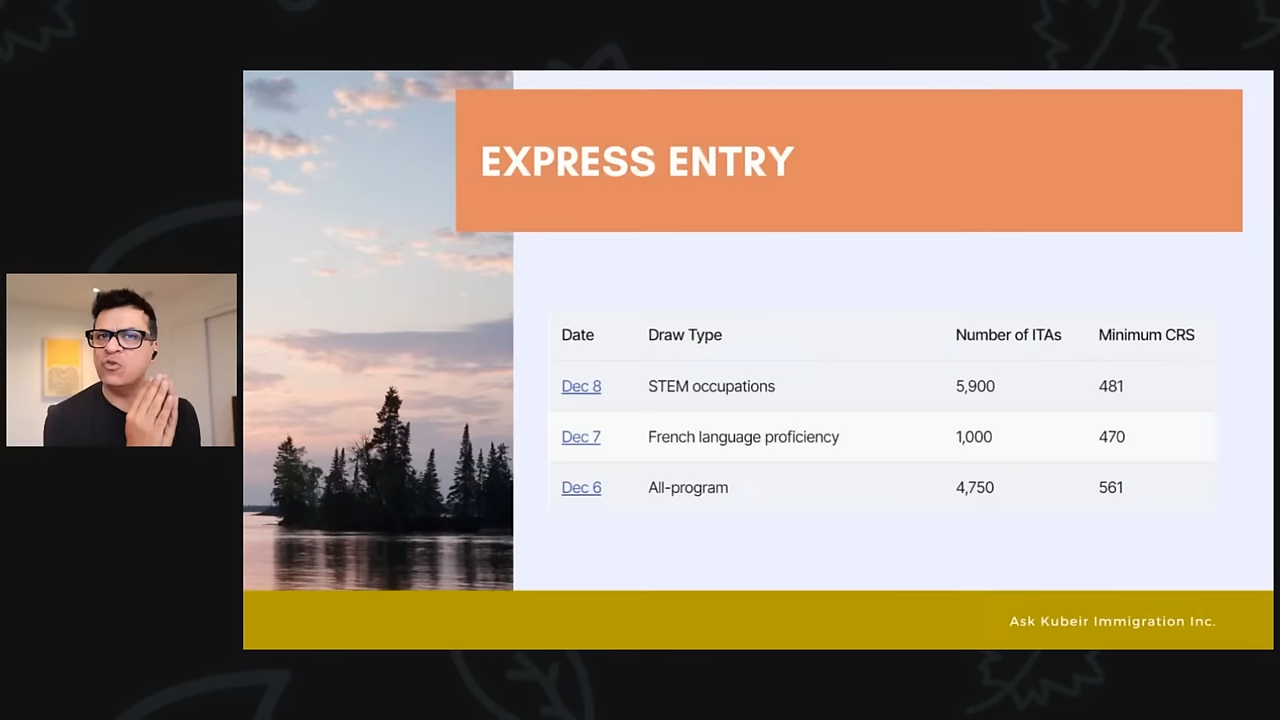 EXPRESS ENTRY
Date Draw Type Number of ITAs Minimum CRS
Dec 8 STEM occupations 5,900 481
Dec 7 French language proficiency 1,000 470
Dec 6 All-program 4,750 561
Ask Kubeir Immigration Inc.